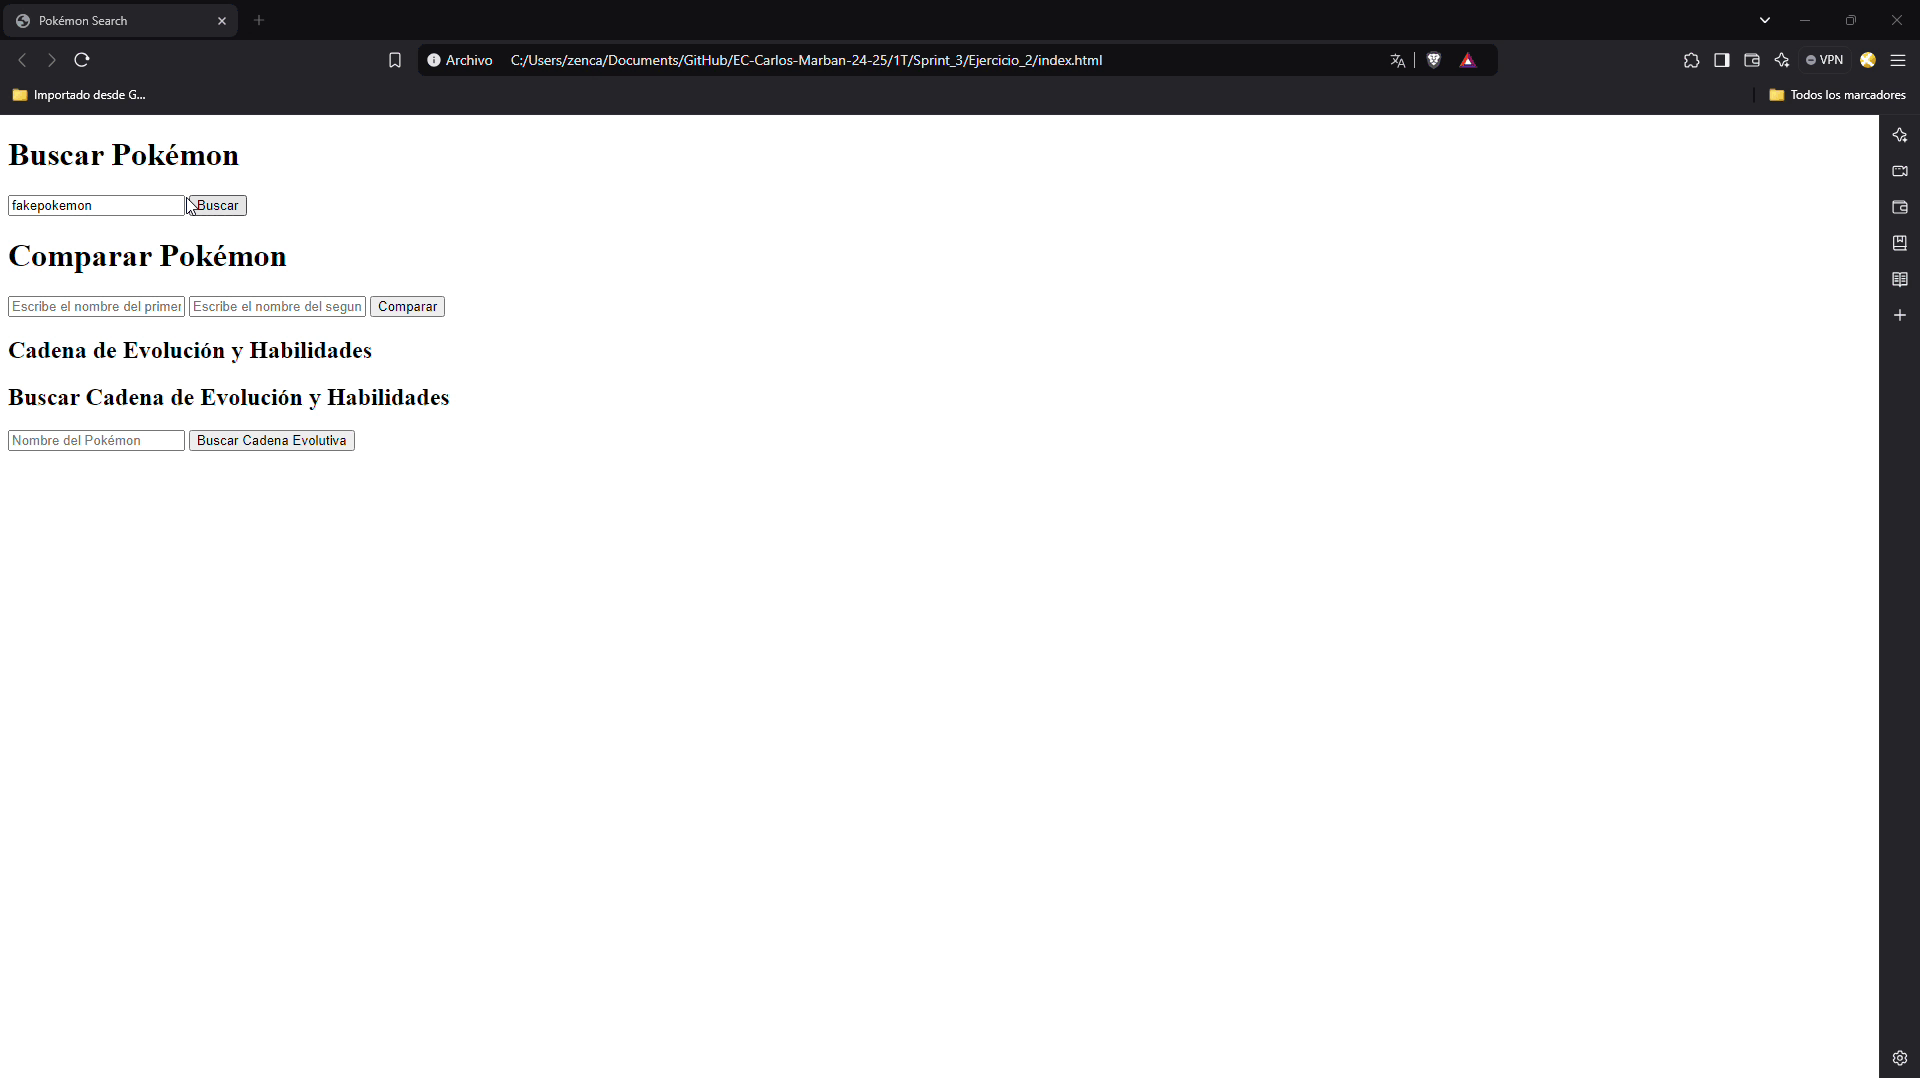 Pokémon Search
Archivo C:/Users/zenca/Documents/GitHub/EC-Carlos-Marban-24-25/1T/Sprint_3/Ejercicio_2/index.html
VPN
Importado desde G...
Todos los marcadores
Buscar Pokémon
fakepokemon Buscar
Comparar Pokémon
Escribe el nombre del primer Escribe el nombre del segun Comparar
Cadena de Evolución y Habilidades
Buscar Cadena de Evolución y Habilidades
Nombre del Pokémon Buscar Cadena Evolutiva